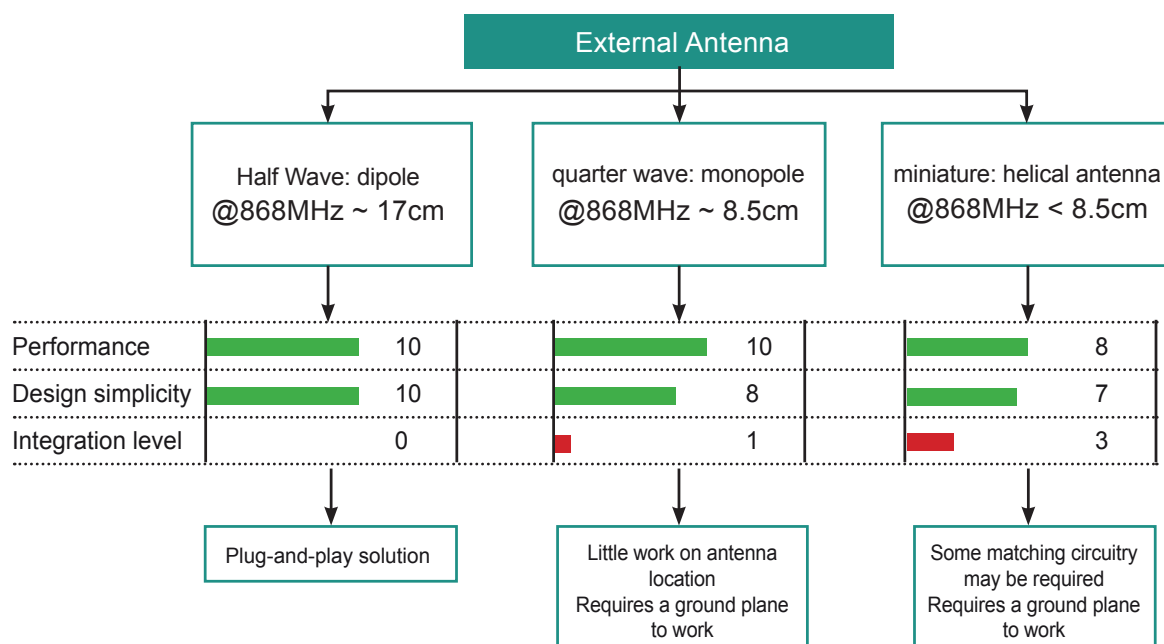 External Antenna
Half Wave: dipole
@868MHz ~ 17cm
quarter wave: monopole
@868MHz ~ 8.5cm
miniature: helical antenna
@868MHz < 8.5cm
Performance 10 10 8
Design simplicity 10 8 7
Integration level 0 1 3
Plug-and-play solution
Little work on antenna
location
Requires a ground plane
to work
Some matching circuitry
may be required
Requires a ground plane
to work